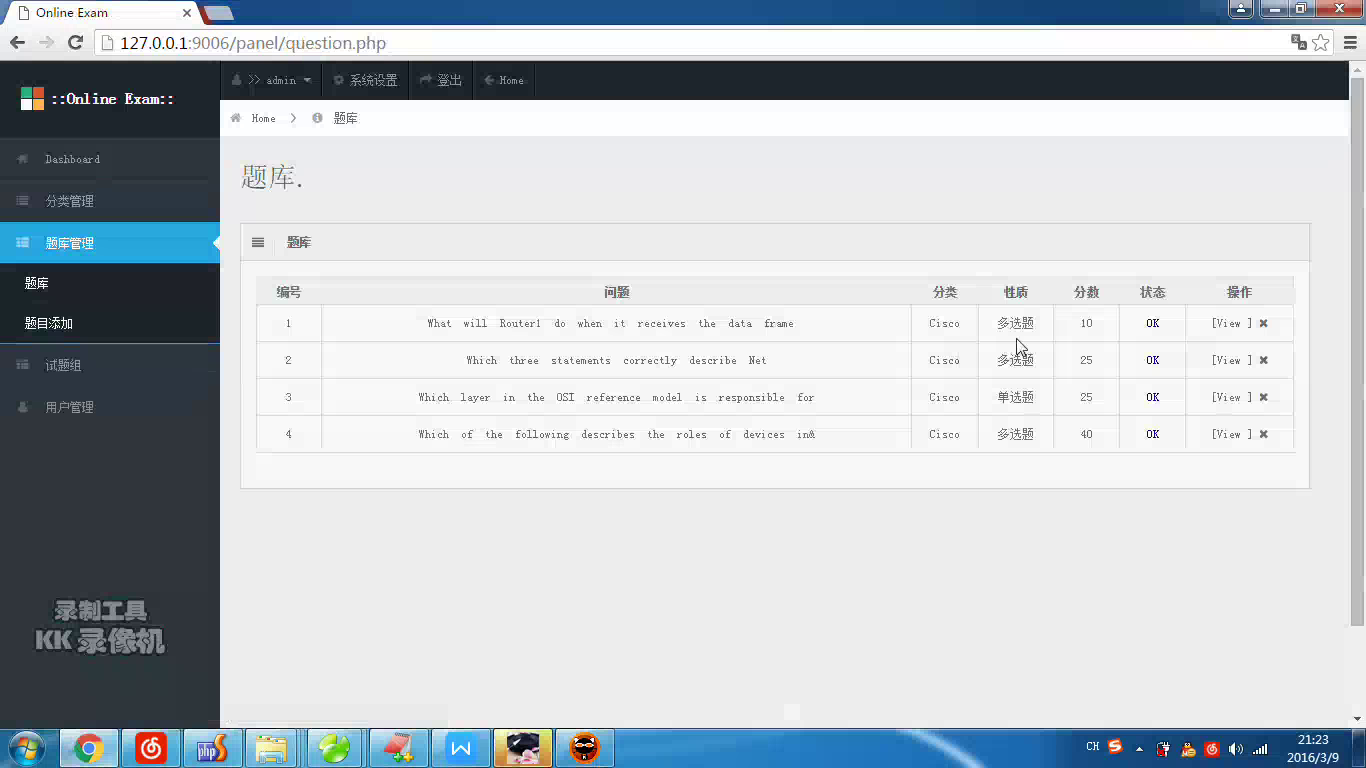 Online Exam
127.0.0.1:9006/panel/question.php
::Online Exam::
admin
系统设置
登出
Home
Home
题库
Dashboard
分类管理
题库管理
题库
题目添加
试题组
用户管理
题库.
题库
编号 问题 分类 性质 分数 状态 操作
1 What will Router1 do when it receives the data frame Cisco 多选题 10 OK [View ]
2 Which three statements correctly describe Net Cisco 多选题 25 OK [View ]
3 Which layer in the OSI reference model is responsible for Cisco 单选题 25 OK [View ]
4 Which of the following describes the roles of devices in& Cisco 多选题 40 OK [View ]
录制工具
KK 录像机
php
CH
21:23
2016/3/9